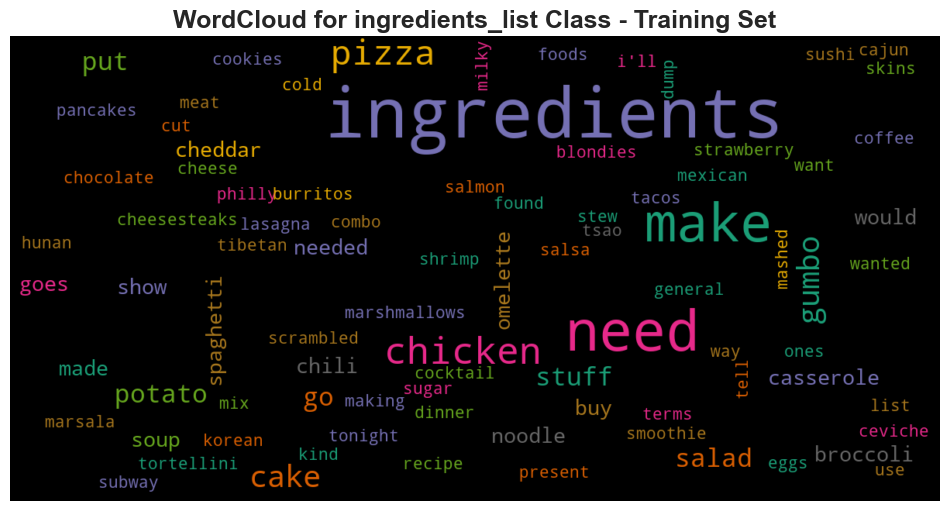 WordCloud for ingredients_list Class - Training Set
put
cookies
pizza
milky
foods
i'll
dump
sushi
cajun
skins
cold
pancakes
meat
cut
ingredients
cheddar
cheese
blondies
strawberry
want
coffee
chocolate
philly
burritos
salmon
mexican
tacos
found
cheesesteaks
lasagna
combo
stew
tsao
make
would
hunan
tibetan
needed
shrimp
omelette
salsa
mashed
gumbo
wanted
goes
show
spaghetti
general
marshmallows
need
scrambled
chicken
way
ones
made
chili
cocktail
stuff
tell
casserole
potato
mix
go
making
sugar
dinner
buy
terms
list
marsala
soup
korean
tonight
noodle
smoothie
ceviche
tortellini
kind
recipe
present
salad
eggs
broccoli
use
subway
cake